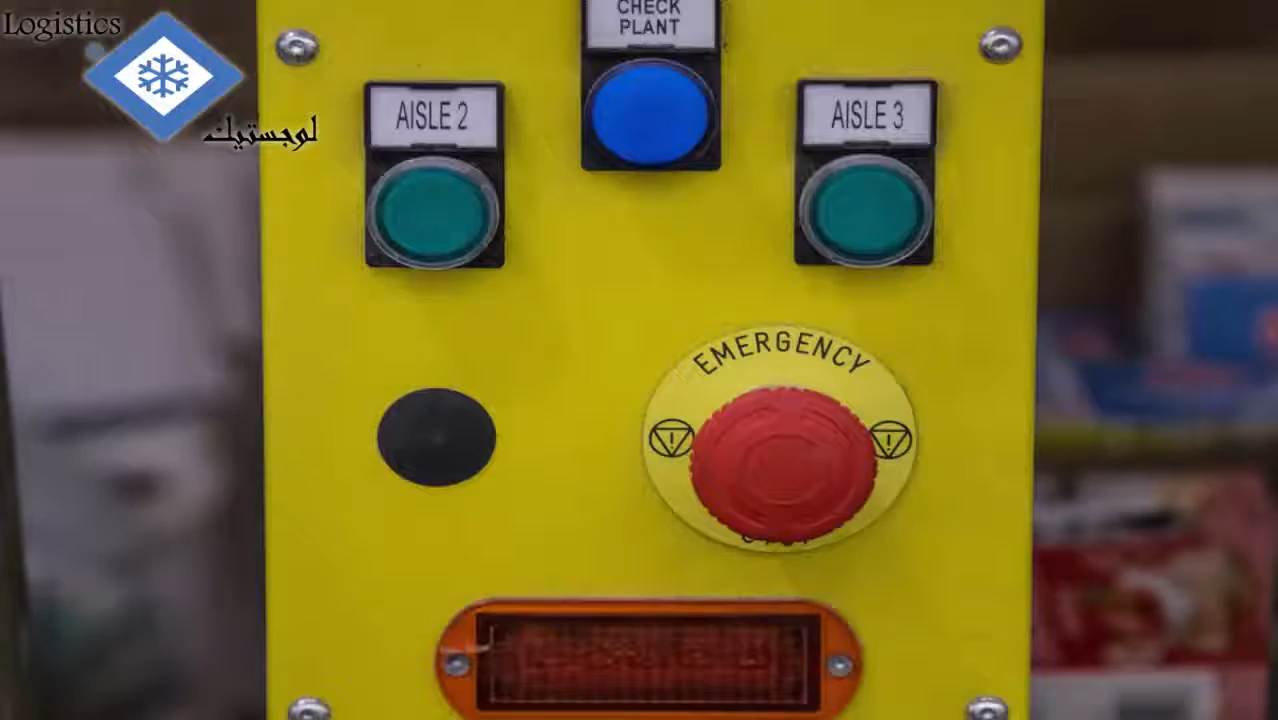 Logistics
لوجستيك
CHECK
PLANT
AISLE 2
AISLE 3
EMERGENCY